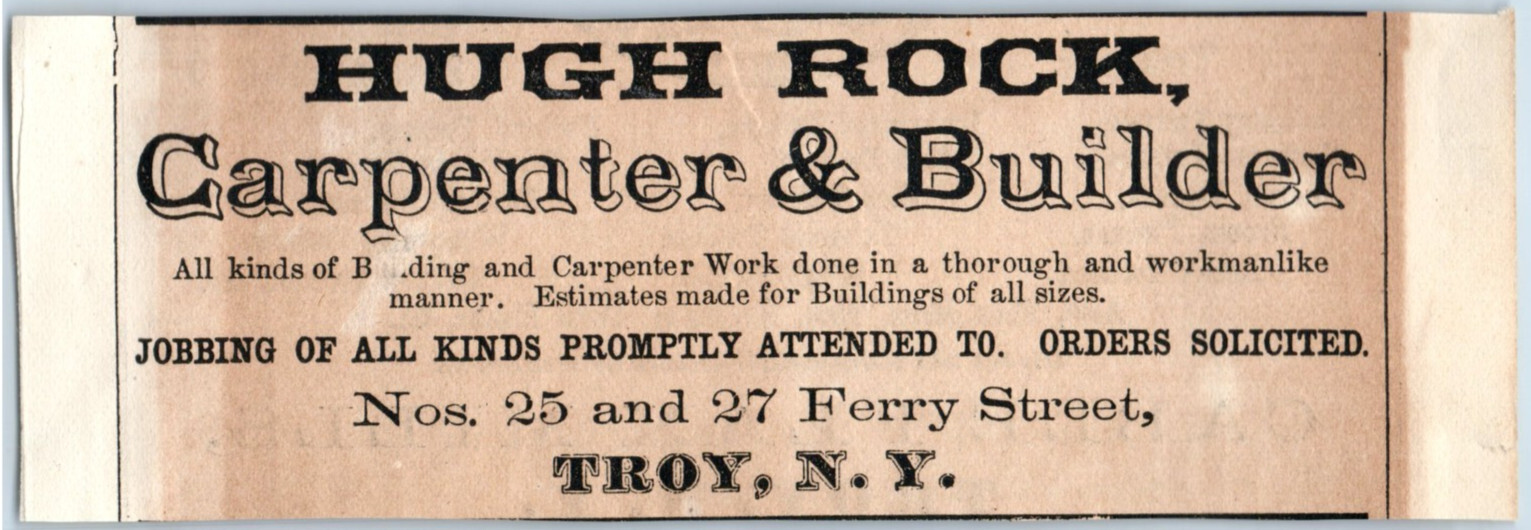 HUGH ROCK,
Carpenter & Builder
All kinds of and Carpenter Work done in a thorough and workmanlike
manner. Estimates made for Buildings of all sizes.
JOBBING OF ALL KINDS PROMPTLY ATTENDED TO. ORDERS SOLICITED.
Nos. 25 and 27 Ferry Street,
TROY, N. Y.